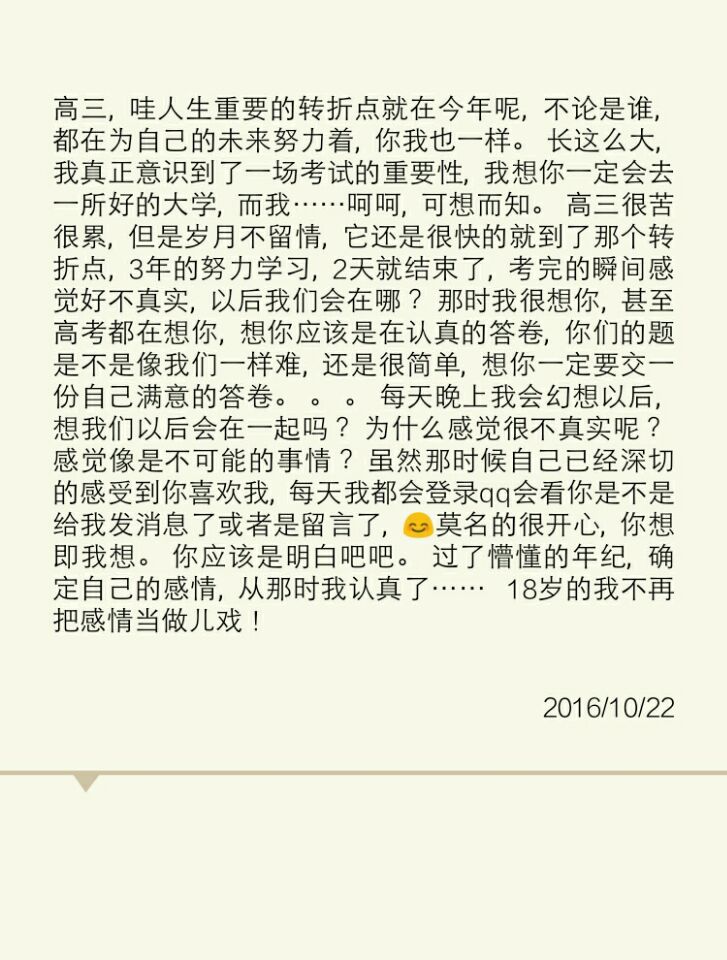 高三, 哇人生重要的转折点就在今年呢, 不论是谁,
都在为自己的未来努力着, 你我也一样。 长这么大,
我真正意识到了一场考试的重要性, 我想你一定会去
一所好的大学, 而我……呵呵, 可想而知。 高三很苦
很累, 但是岁月不留情, 它还是很快的就到了那个转
折点, 3年的努力学习, 2天就结束了, 考完的瞬间感
觉好不真实, 以后我们会在哪？ 那时我很想你, 甚至
高考都在想你, 想你应该是在认真的答卷, 你们的题
是不是像我们一样难, 还是很简单, 想你一定要交一
份自己满意的答卷。 。 。 每天晚上我会幻想以后,
想我们以后会在一起吗？ 为什么感觉很不真实呢？
感觉像是不可能的事情？ 虽然那时候自己已经深切
的感受到你喜欢我, 每天我都会登录qq会看你是不是
给我发消息了或者是留言了, 😊莫名的很开心, 你想
即我想。 你应该是明白吧吧。 过了懵懂的年纪, 确
定自己的感情, 从那时我认真了…… 18岁的我不再
把感情当做儿戏！
2016/10/22